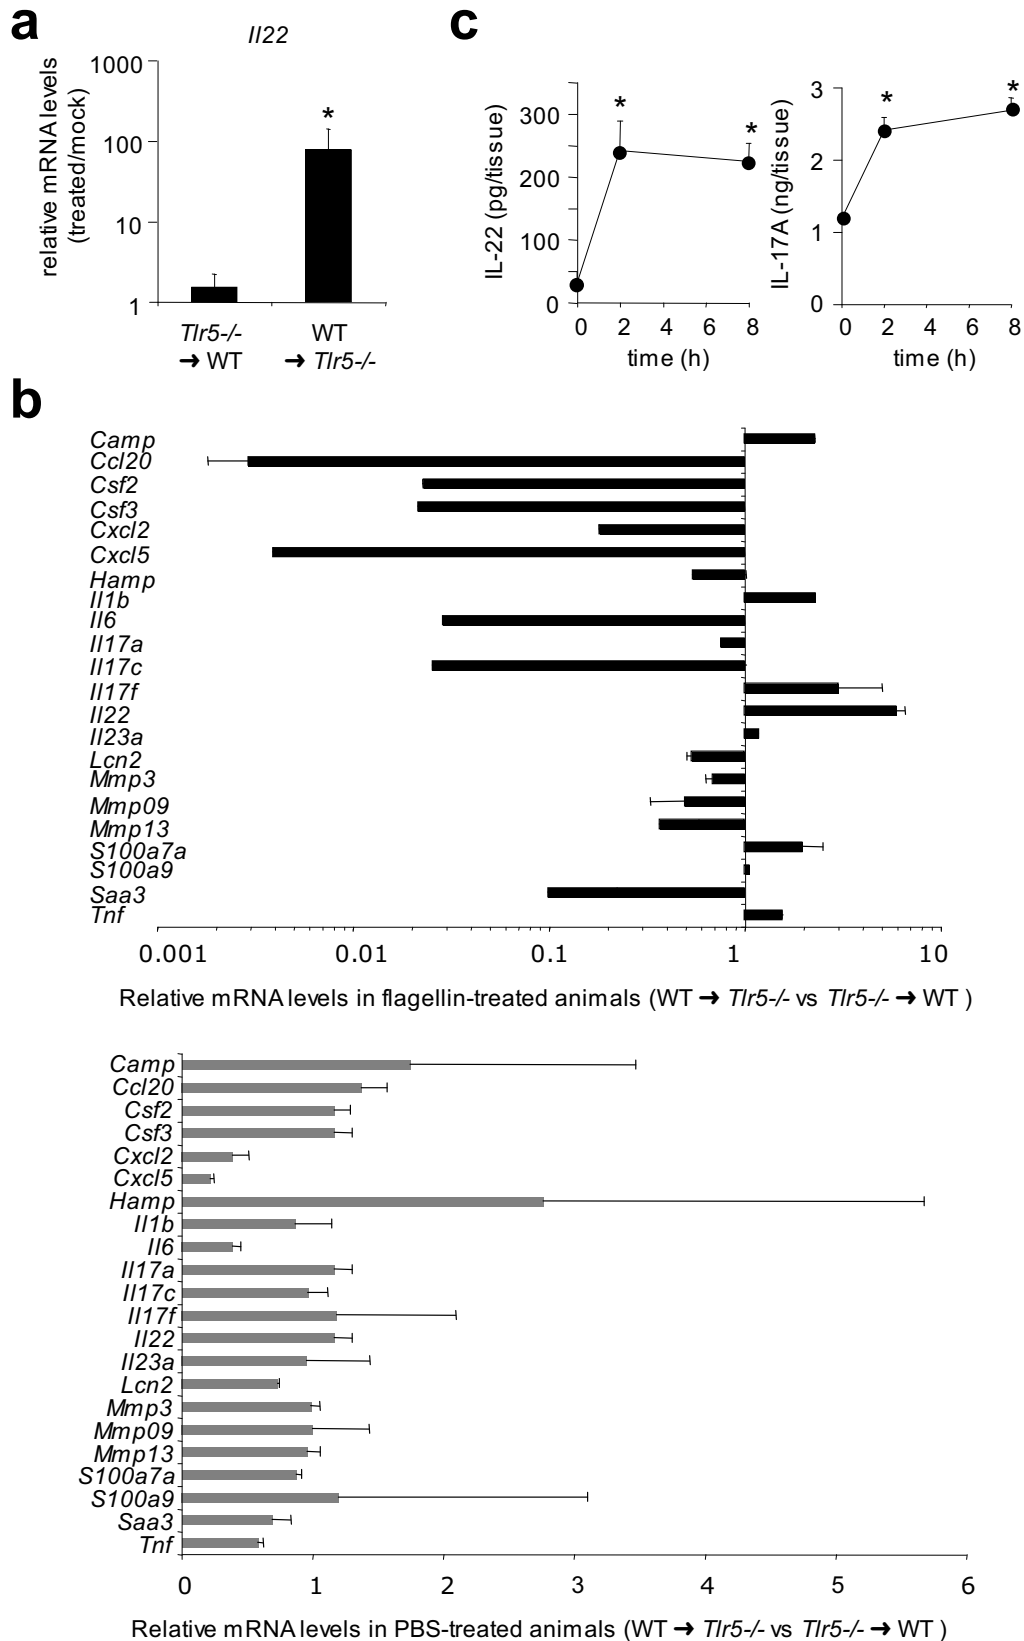 a
Il22
relative mRNA levels
(treated/mock)
1000
100
10
1
*
Tlr5-/-
➔ WT
WT
➔ Tlr5-/-
c
IL-22 (pg/tissue)
300
200
100
0
*
*
0 2 4 6 8
time (h)
IL-17A (ng/tissue)
3
2
1
0
*
*
0 2 4 6 8
time (h)
b
Camp
Ccl20
Csf2
Csf3
Cxcl2
Cxcl5
Hamp
Il1b
Il6
Il17a
Il17c
Il17f
Il22
Il23a
Lcn2
Mmp3
Mmp09
Mmp13
S100a7a
S100a9
Saa3
Tnf
0.001 0.01 0.1 1 10
Relative mRNA levels in flagellin-treated animals (WT ➔ Tlr5-/- vs Tlr5-/- ➔ WT )
Camp
Ccl20
Csf2
Csf3
Cxcl2
Cxcl5
Hamp
Il1b
Il6
Il17a
Il17c
Il17f
Il22
Il23a
Lcn2
Mmp3
Mmp09
Mmp13
S100a7a
S100a9
Saa3
Tnf
0 1 2 3 4 5 6
Relative mRNA levels in PBS-treated animals (WT ➔ Tlr5-/- vs Tlr5-/- ➔ WT )